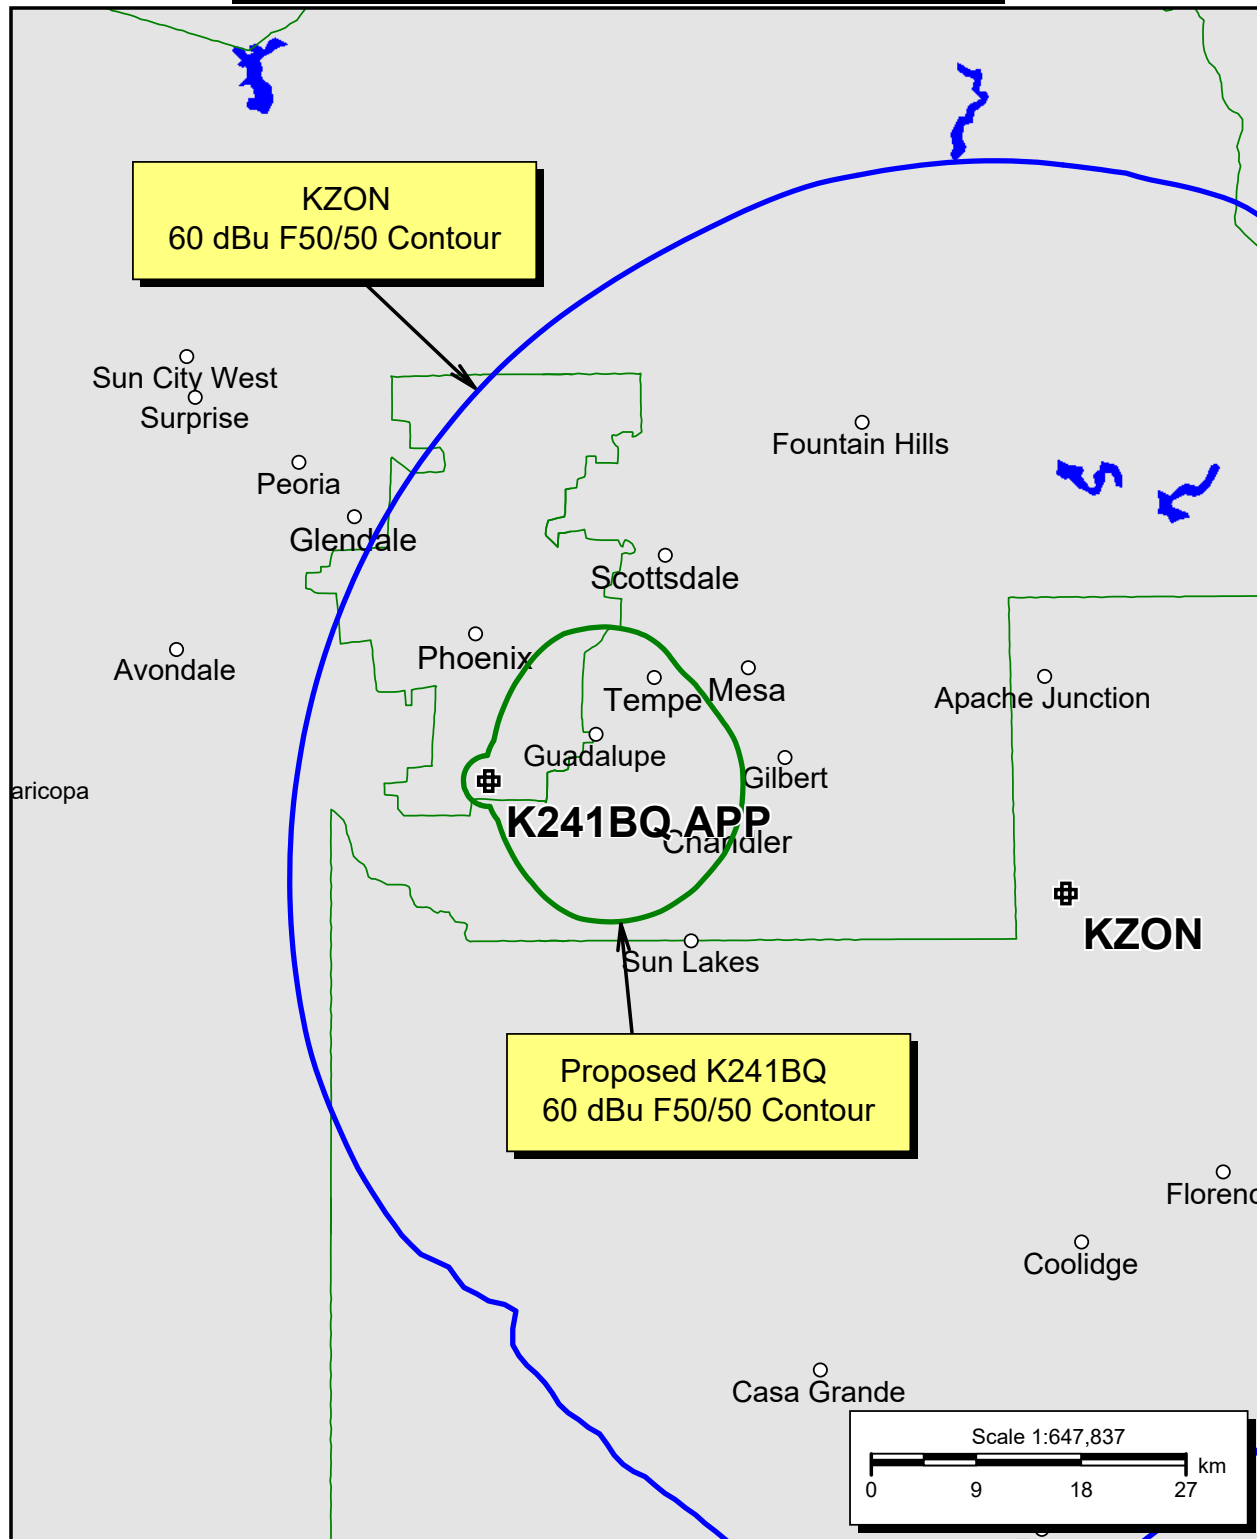 KZON
60 dBu F50/50 Contour
Sun City West
Surprise
Fountain Hills
Peoria
Glendale
Scottsdale
Phoenix
Avondale
Tempe
Mesa
Apache Junction
Guadalupe
Gilbert
aricopa
K241BQ APP
Chandler
KZON
Sun Lakes
Proposed K241BQ
60 dBu F50/50 Contour
Florenc
Coolidge
Casa Grande
Scale 1:647,837
km
0 9 18 27